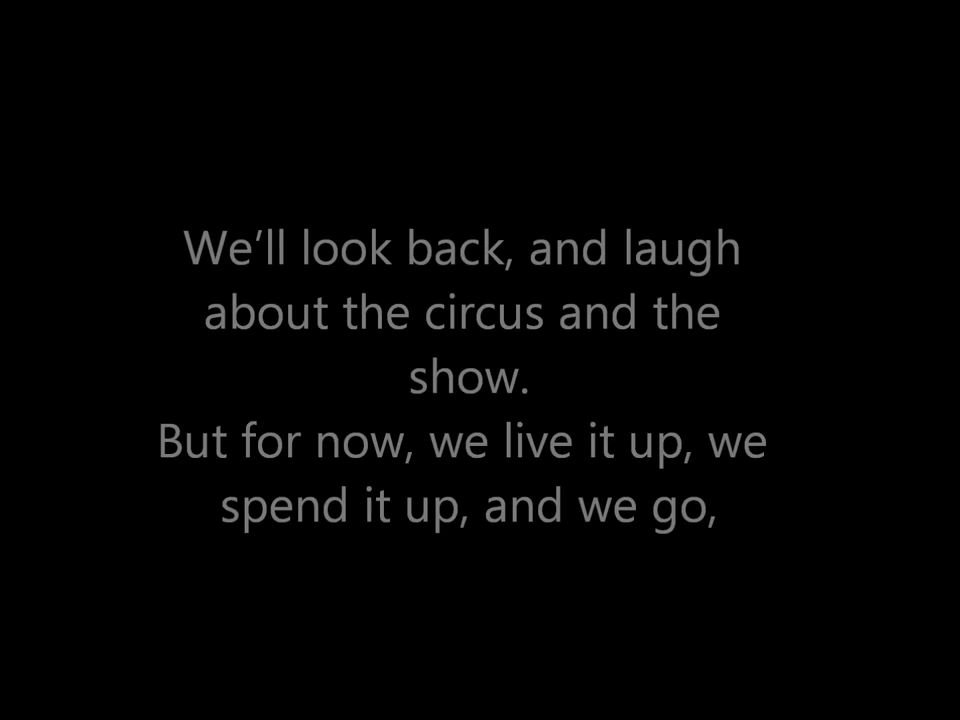 We’ll look back, and laugh
about the circus and the
show.
But for now, we live it up, we
spend it up, and we go,